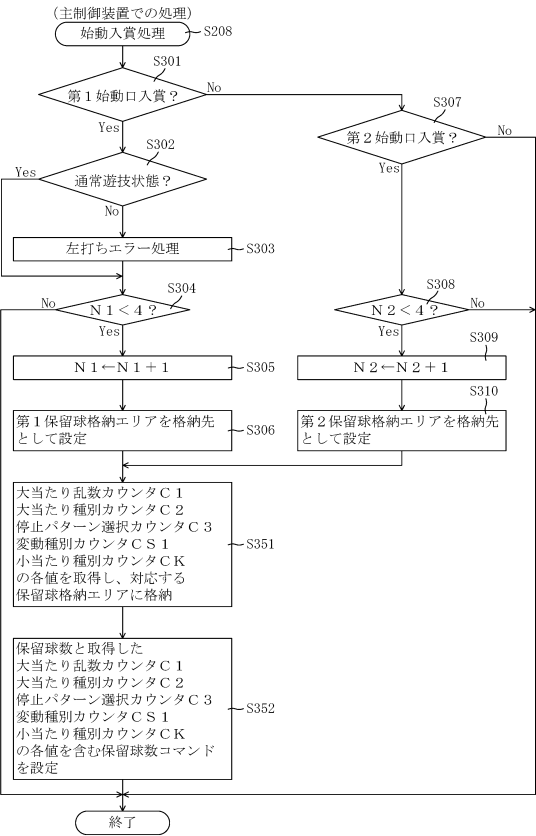 (主制御装置での処理)
始動入賞処理
S208
S301
第１始動口入賞？
No
Yes
S307
第２始動口入賞？
No
Yes
S302
通常遊技状態？
Yes
No
左打ちエラー処理
S303
S304
Ｎ１＜４？
No
Yes
S308
Ｎ２＜４？
No
Yes
Ｎ１←Ｎ１＋１
S305
S309
Ｎ２←Ｎ２＋１
第１保留球格納エリアを格納先
として設定
S306
S310
第２保留球格納エリアを格納先
として設定
大当たり乱数カウンタＣ１
大当たり種別カウンタＣ２
停止パターン選択カウンタＣ３
変動種別カウンタＣＳ１
小当たり種別カウンタＣＫ
の各値を取得し、対応する
保留球格納エリアに格納
S351
保留球数と取得した
大当たり乱数カウンタＣ１
大当たり種別カウンタＣ２
停止パターン選択カウンタＣ３
変動種別カウンタＣＳ１
小当たり種別カウンタＣＫ
の各値を含む保留球数コマンド
を設定
S352
終了